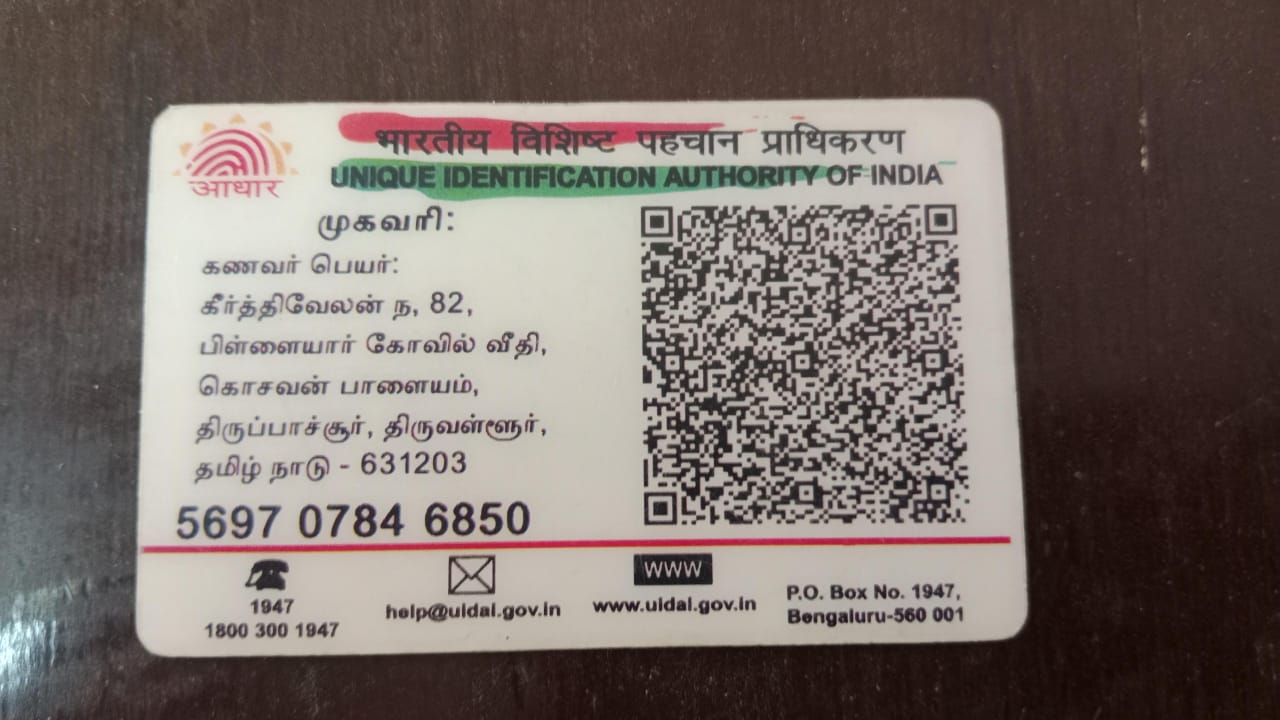 भारतीय विशिष्ट पहचान प्राधिकरण
UNIQUE IDENTIFICATION AUTHORITY OF INDIA
आधार
முகவரி:
கணவர் பெயர்:
கீர்த்திவேலன் ந, 82,
பிள்ளையார் கோவில் வீதி,
கொசவன் பாளையம்,
திருப்பாச்சூர், திருவள்ளூர்,
தமிழ் நாடு - 631203
5697 0784 6850
1947
1800 300 1947
help@uidai.gov.in
WWW
www.uidai.gov.in
P.O. Box No. 1947,
Bengaluru-560 001